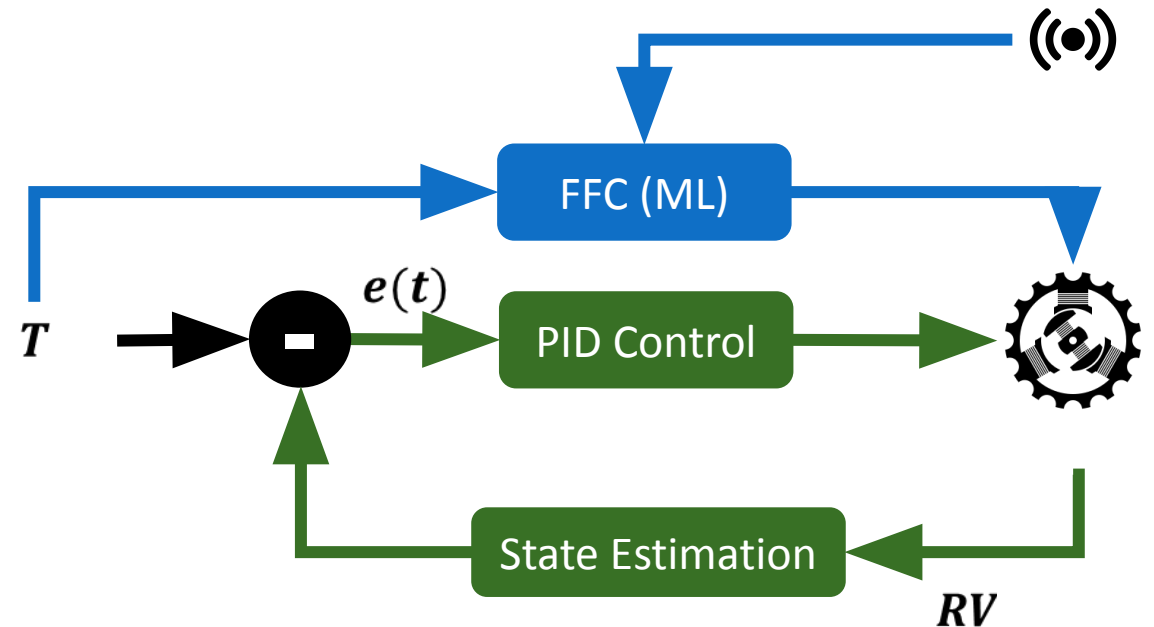 FFC (ML)
e(t)
T
PID Control
State Estimation
RV